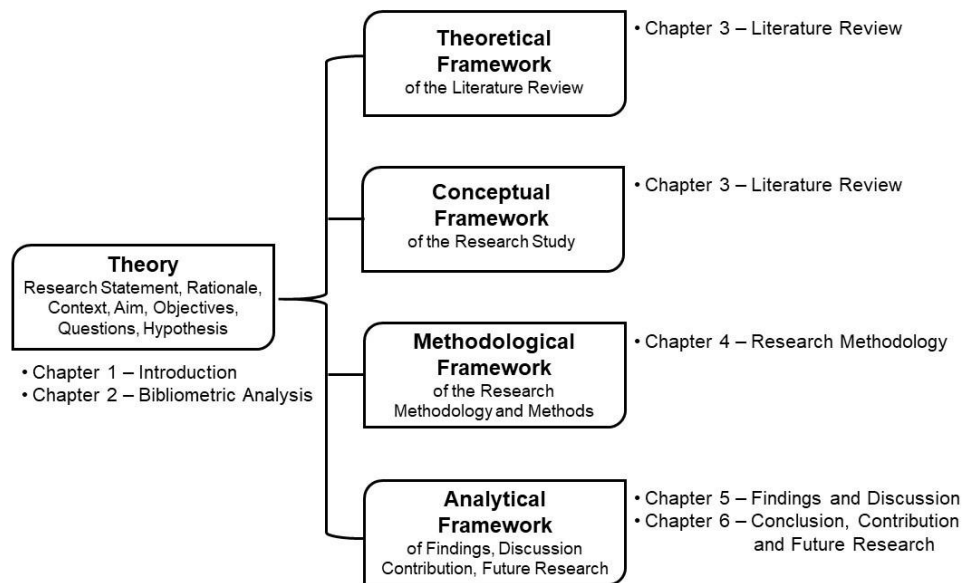 Theoretical
Framework
of the Literature Review
• Chapter 3 – Literature Review
Conceptual
Framework
of the Research Study
• Chapter 3 – Literature Review
Theory
Research Statement, Rationale,
Context, Aim, Objectives,
Questions, Hypothesis
• Chapter 1 – Introduction
• Chapter 2 – Bibliometric Analysis
Methodological
Framework
of the Research
Methodology and Methods
• Chapter 4 – Research Methodology
Analytical
Framework
of Findings, Discussion
Contribution, Future Research
• Chapter 5 – Findings and Discussion
• Chapter 6 – Conclusion, Contribution
and Future Research